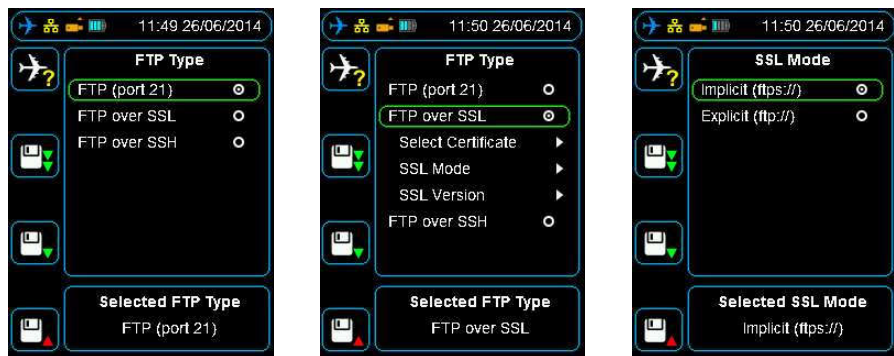 11:49 26/06/2014
FTP Type
?
FTP (port 21)
FTP over SSL
FTP over SSH
Selected FTP Type
FTP (port 21)
11:50 26/06/2014
FTP Type
?
FTP (port 21)
FTP over SSL
Select Certificate
SSL Mode
SSL Version
FTP over SSH
Selected FTP Type
FTP over SSL
11:50 26/06/2014
SSL Mode
?
Implicit (ftps://)
Explicit (ftp://)
Selected SSL Mode
Implicit (ftps://)